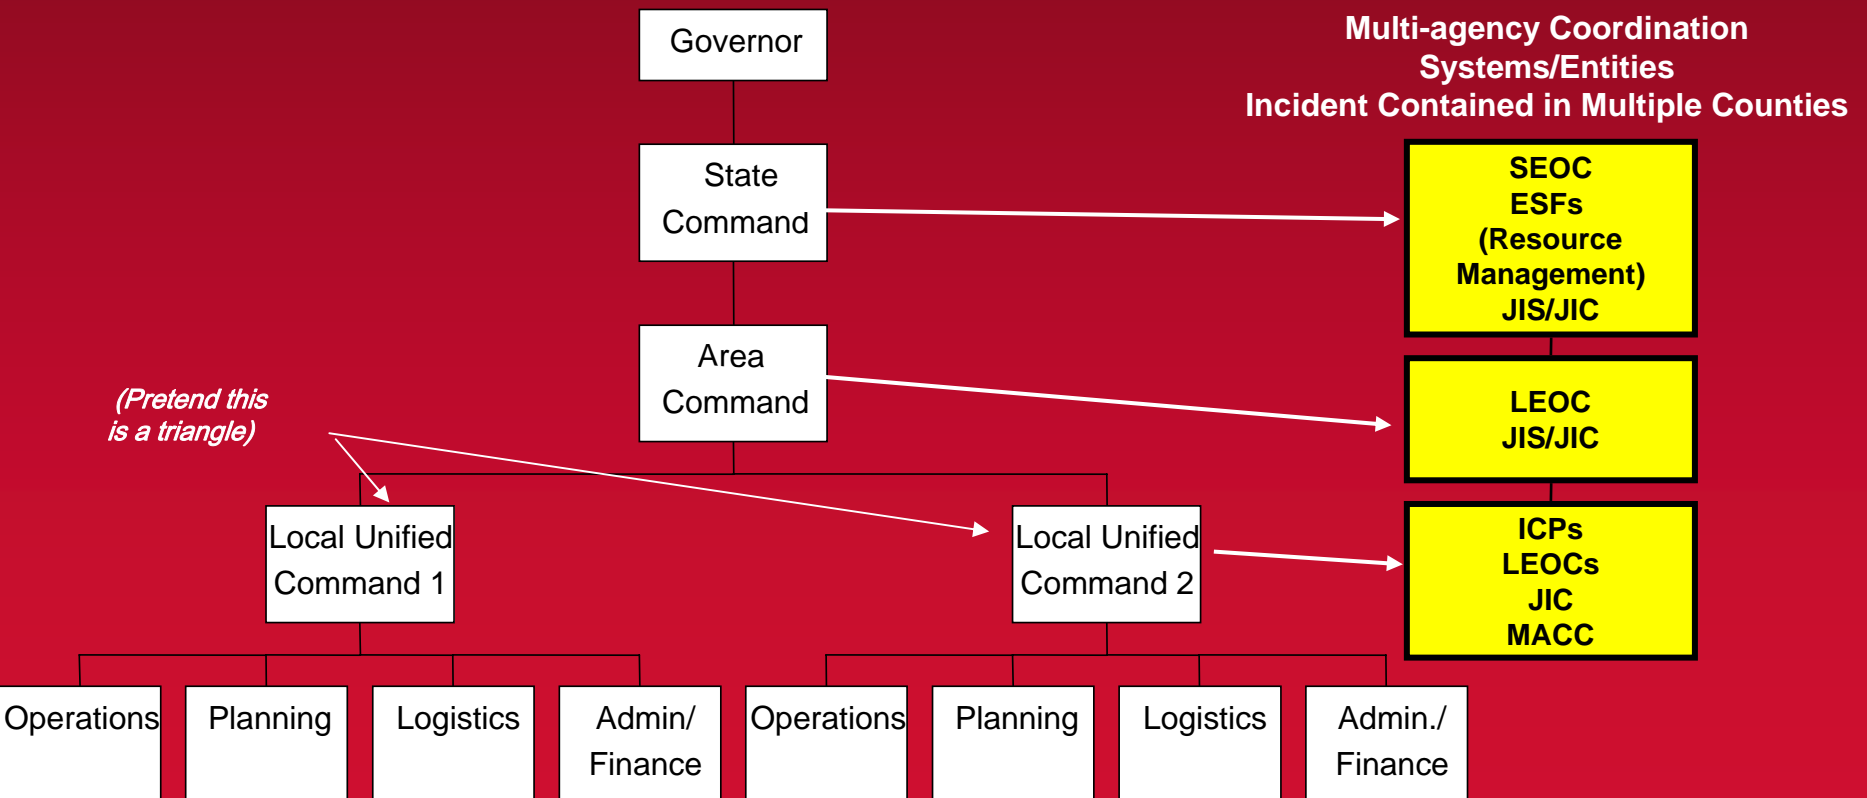 Governor
Multi-agency Coordination
Systems/Entities
Incident Contained in Multiple Counties
State
Command
SEOC
ESFs
(Resource
Management)
JIS/JIC
Area
Command
LEOC
JIS/JIC
(Pretend this
is a triangle)
Local Unified
Command 1
Local Unified
Command 2
ICPs
LEOCs
JIC
MACC
Operations
Planning
Logistics
Admin/
Finance
Operations
Planning
Logistics
Admin./
Finance